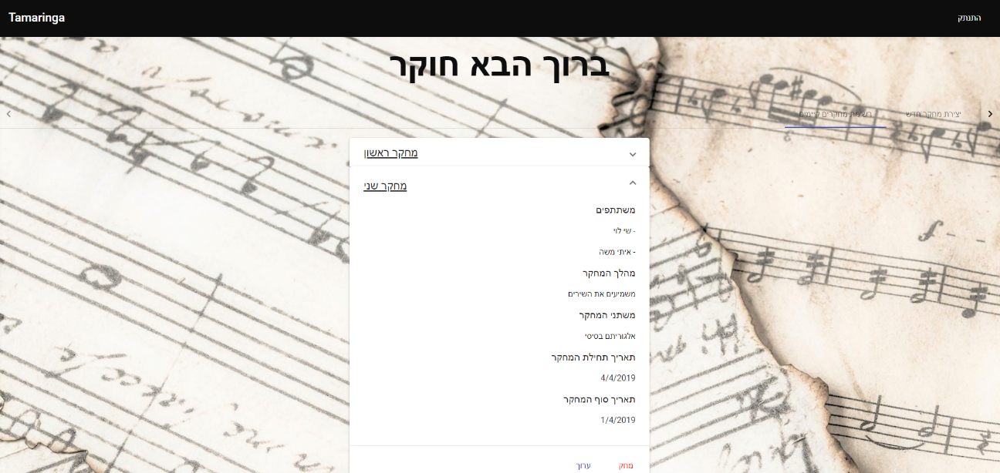 Tamaringa
התנתק
ברוך הבא חוקר
יצירת מחקר חדש
רשימת מחקרים קיימים
מחקר ראשון
מחקר שני
משתתפים
- שי לוי
- איתי משה
מהלך המחקר
משמיעים את השירים
משתני המחקר
אלגוריתם בסיסי
תאריך תחילת המחקר
4/4/2019
תאריך סוף המחקר
1/4/2019
מחק
ערוך